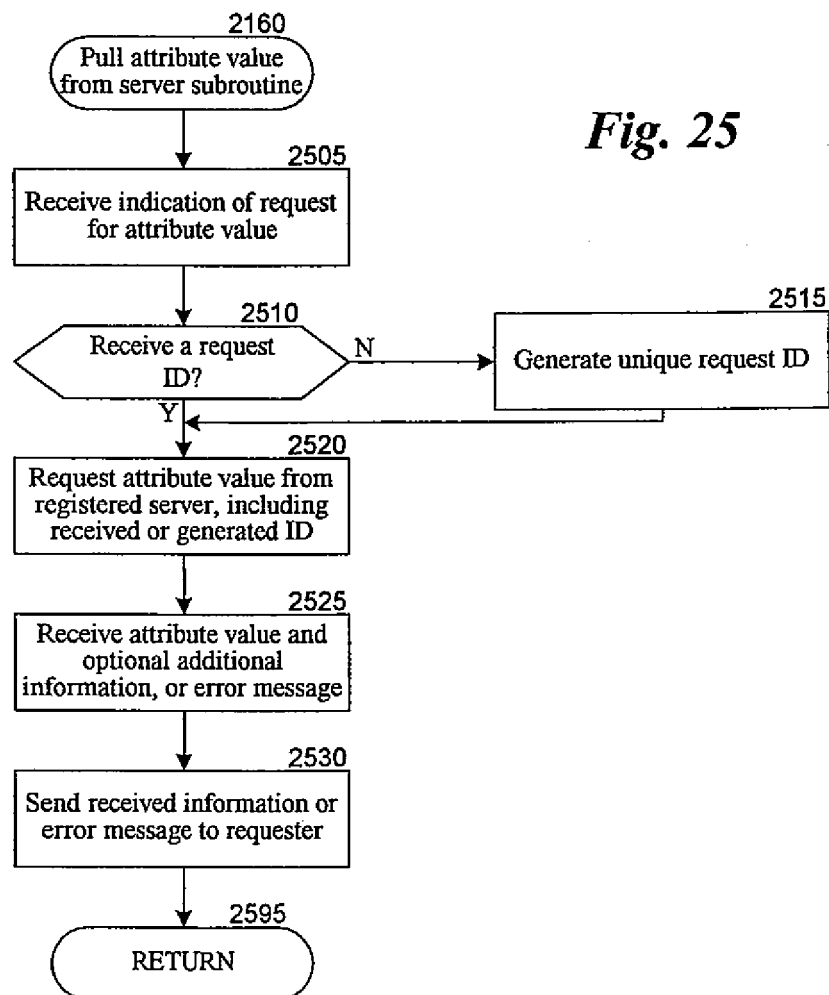 2160
Pull attribute value
from server subroutine
Fig. 25
2505
Receive indication of request
for attribute value
2510
Receive a request
ID?
N
2515
Generate unique request ID
Y
2520
Request attribute value from
registered server, including
received or generated ID
2525
Receive attribute value and
optional additional
information, or error message
2530
Send received information or
error message to requester
2595
RETURN